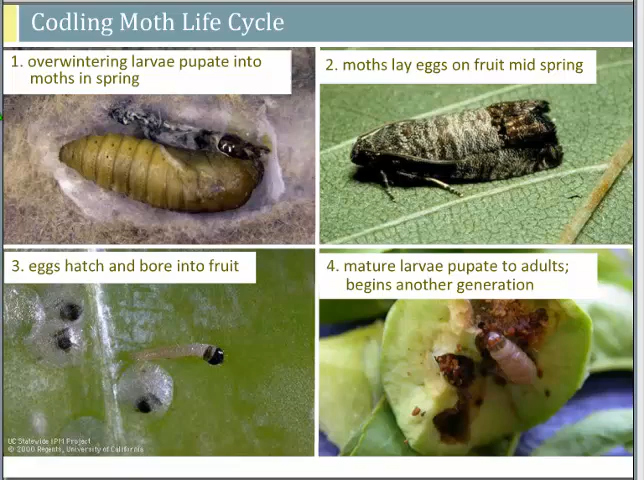 Codling Moth Life Cycle
1. overwintering larvae pupate into
moths in spring
2. moths lay eggs on fruit mid spring
3. eggs hatch and bore into fruit
4. mature larvae pupate to adults;
begins another generation
UC Statewide IPM Project
© 2000 Regents, University of California